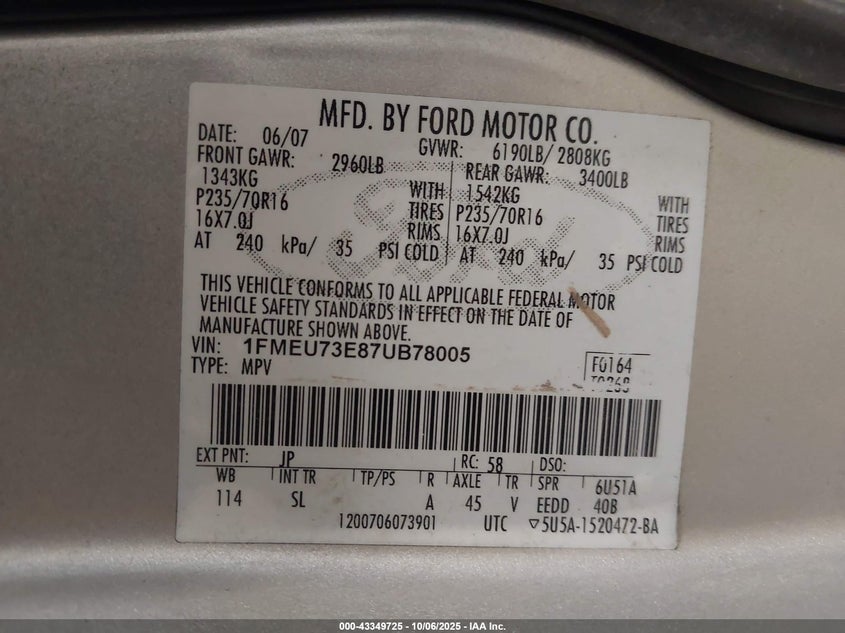 MFD. BY FORD MOTOR CO.
DATE: 06/07 GVWR: 6190LB/ 2808KG
FRONT GAWR: 2960LB REAR GAWR: 3400LB
1343KG WITH 1542KG WITH
P235/70R16 TIRES P235/70R16 TIRES
16X7.0J RIMS 16X7.0J RIMS
AT 240 kPa/ 35 PSI COLD AT 240 kPa/ 35 PSI COLD
Ford
THIS VEHICLE CONFORMS TO ALL APPLICABLE FEDERAL MOTOR
VEHICLE SAFETY STANDARDS IN EFFECT ON THE DATE OF
MANUFACTURE SHOWN ABOVE.
VIN: 1FMEU73E87UB78005
TYPE: MPV
F0164
T0268
EXT PNT: JP RC: 58 DSO:
WB INT TR TP/PS R AXLE TR SPR 6U51A
114 SL A 45 V EEDD 40B
1200706073901 UTC ▽5U5A-1520472-BA
000-43349725 - 10/06/2025 - IAA Inc.